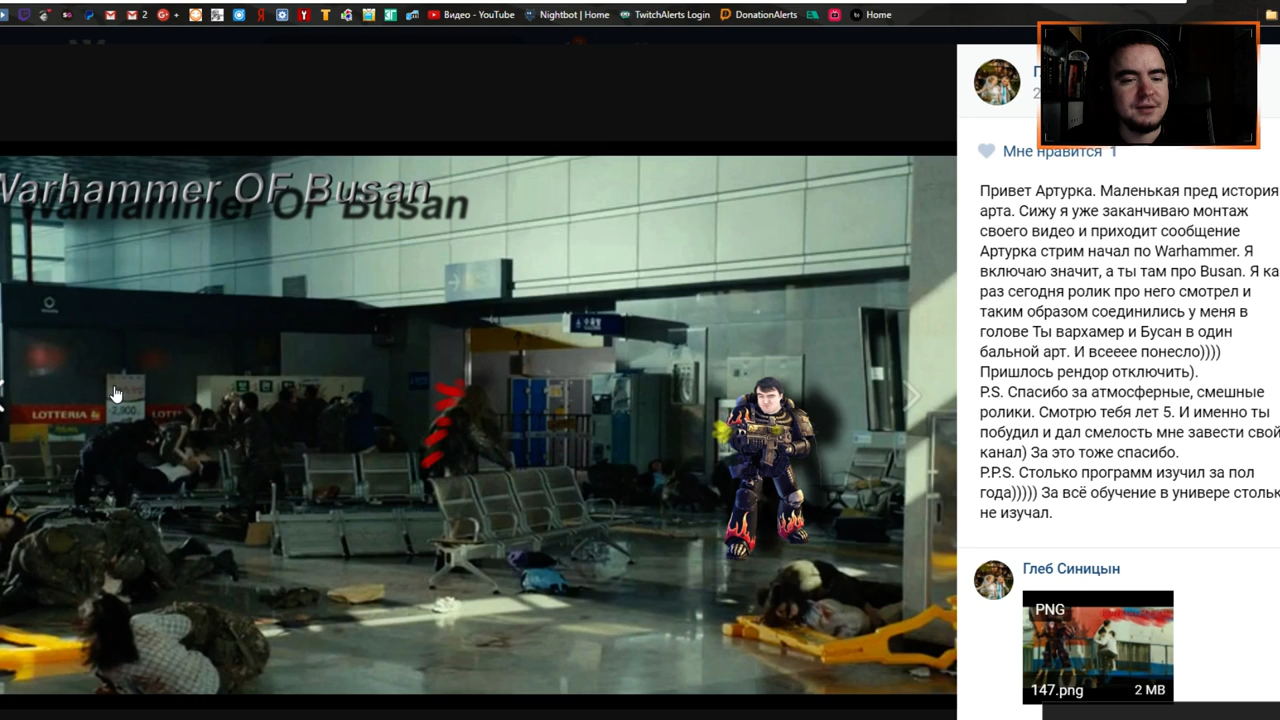 2
+
Видео - YouTube
Nightbot | Home
TwitchAlerts Login
DonationAlerts
Home
Warhammer OF Busan
LOTTERIA
2,900
LOTT
Мне нравится 1
Привет Артурка. Маленькая пред история
арта. Сижу я уже заканчиваю монтаж
своего видео и приходит сообщение
Артурка стрим начал по Warhammer. Я
включаю значит, а ты там про Busan. Я ка
раз сегодня ролик про него смотрел и
таким образом соединились у меня в
голове Ты вархамер и Бусан в один
бальной арт. И всееее понесло))))
Пришлось рендор отключить).
P.S. Спасибо за атмосферные, смешные
ролики. Смотрю тебя лет 5. И именно ты
побудил и дал смелость мне завести свой
канал) За это тоже спасибо.
P.P.S. Столько программ изучил за пол
года))))) За всё обучение в универе столь
не изучал.
Глеб Синицын
PNG
147.png 2 MB